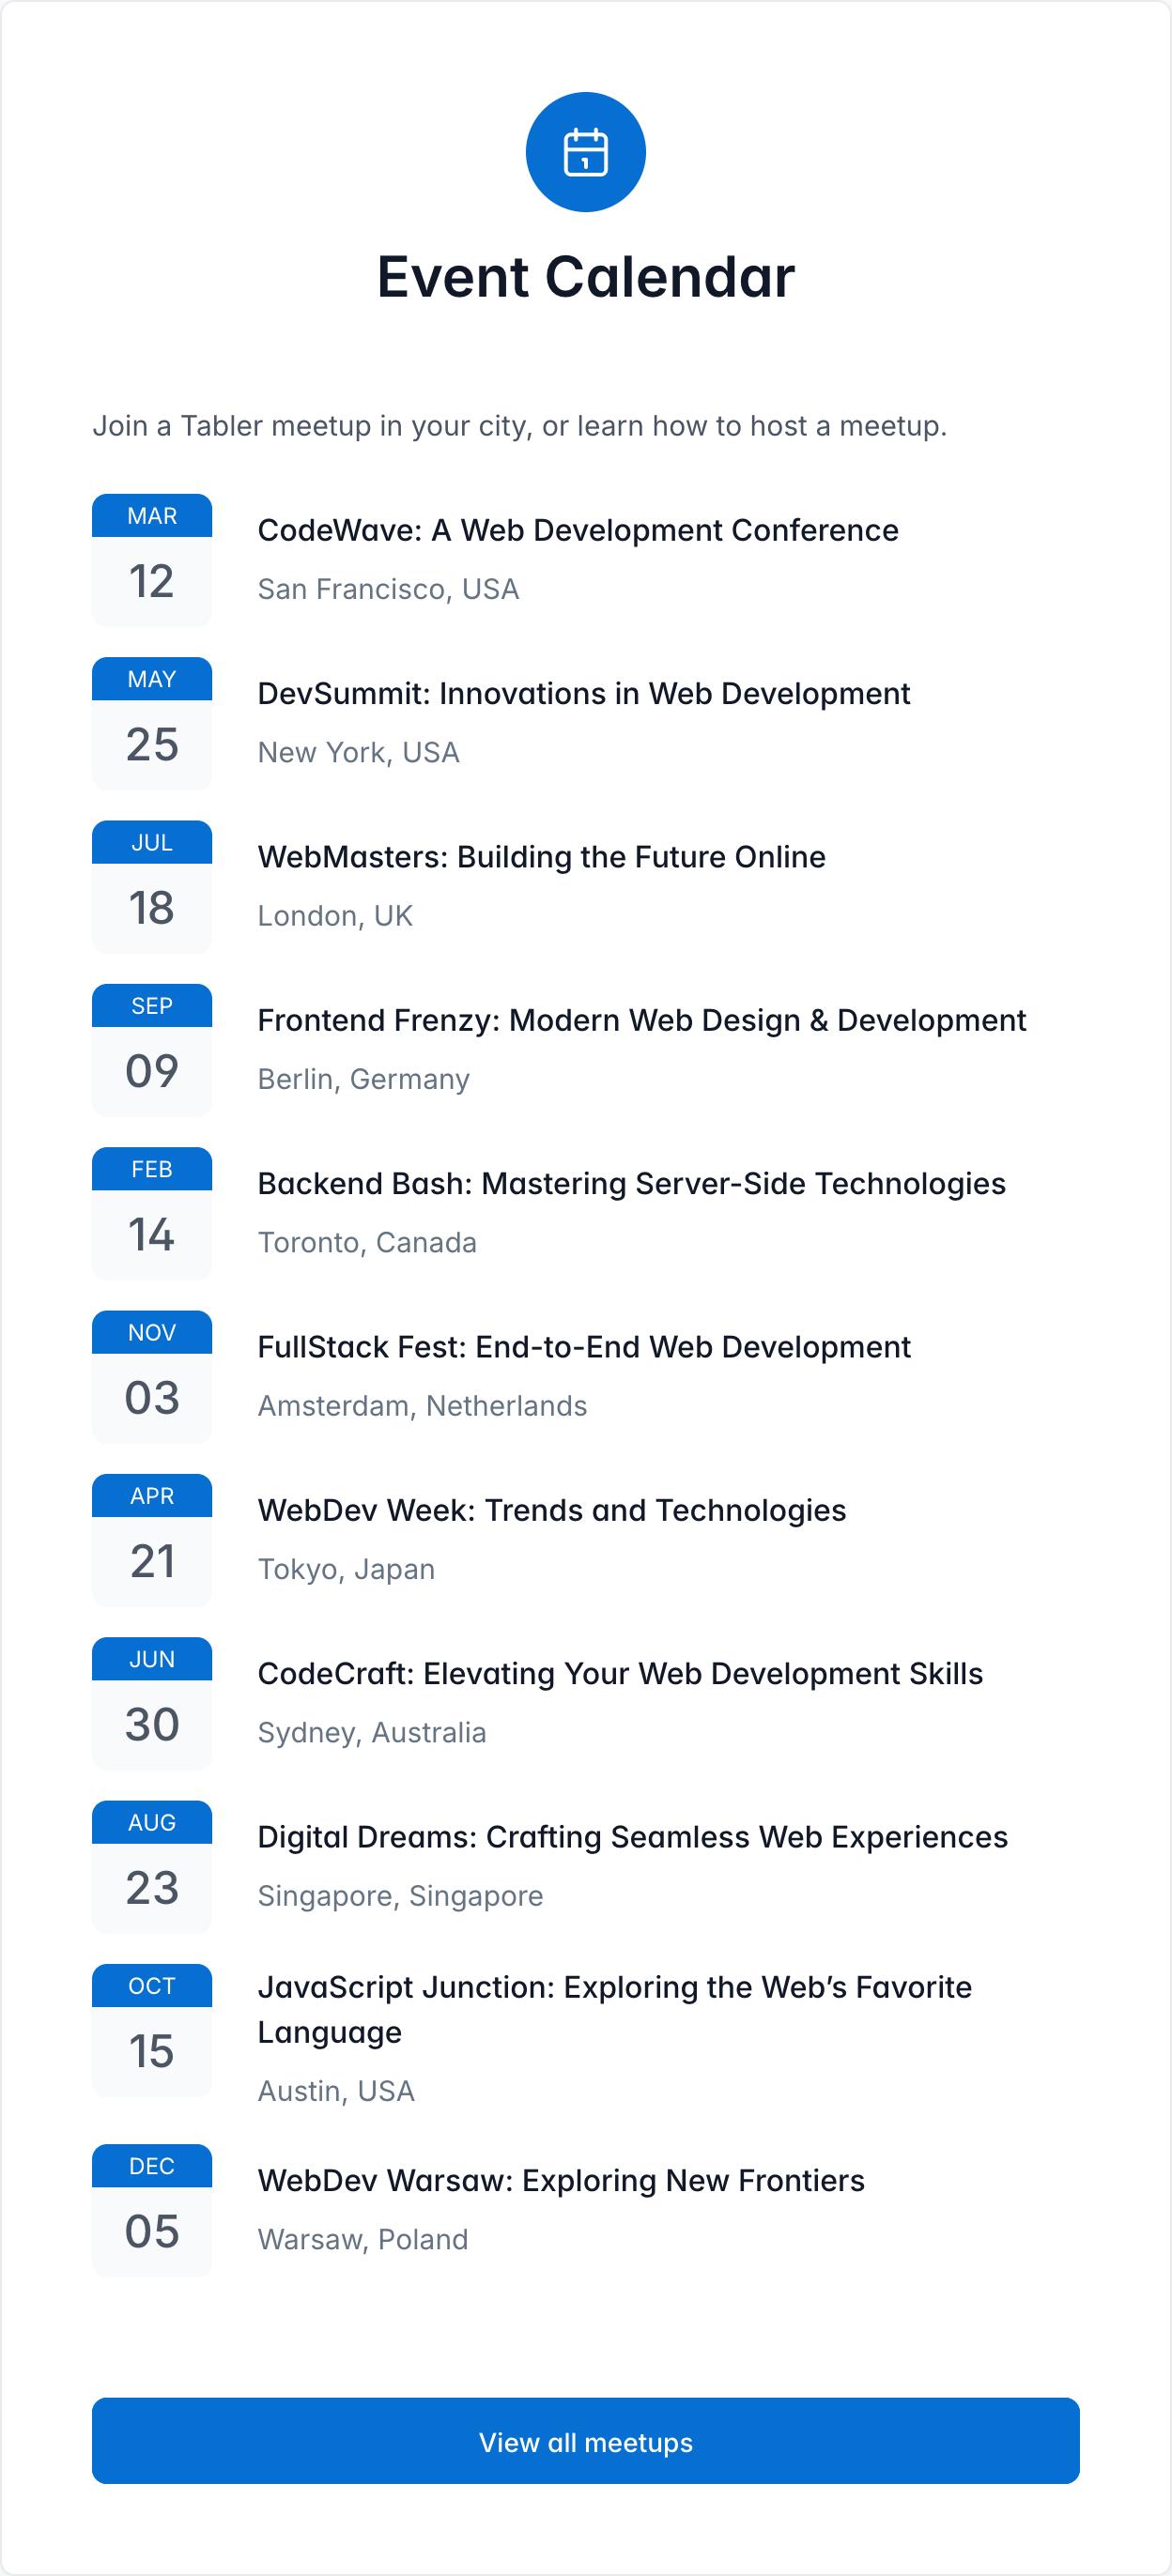 Event Calendar
Join a Tabler meetup in your city, or learn how to host a meetup.
MAR
12
CodeWave: A Web Development Conference
San Francisco, USA
MAY
25
DevSummit: Innovations in Web Development
New York, USA
JUL
18
WebMasters: Building the Future Online
London, UK
SEP
09
Frontend Frenzy: Modern Web Design & Development
Berlin, Germany
FEB
14
Backend Bash: Mastering Server-Side Technologies
Toronto, Canada
NOV
03
FullStack Fest: End-to-End Web Development
Amsterdam, Netherlands
APR
21
WebDev Week: Trends and Technologies
Tokyo, Japan
JUN
30
CodeCraft: Elevating Your Web Development Skills
Sydney, Australia
AUG
23
Digital Dreams: Crafting Seamless Web Experiences
Singapore, Singapore
OCT
15
JavaScript Junction: Exploring the Web’s Favorite
Language
Austin, USA
DEC
05
WebDev Warsaw: Exploring New Frontiers
Warsaw, Poland
View all meetups